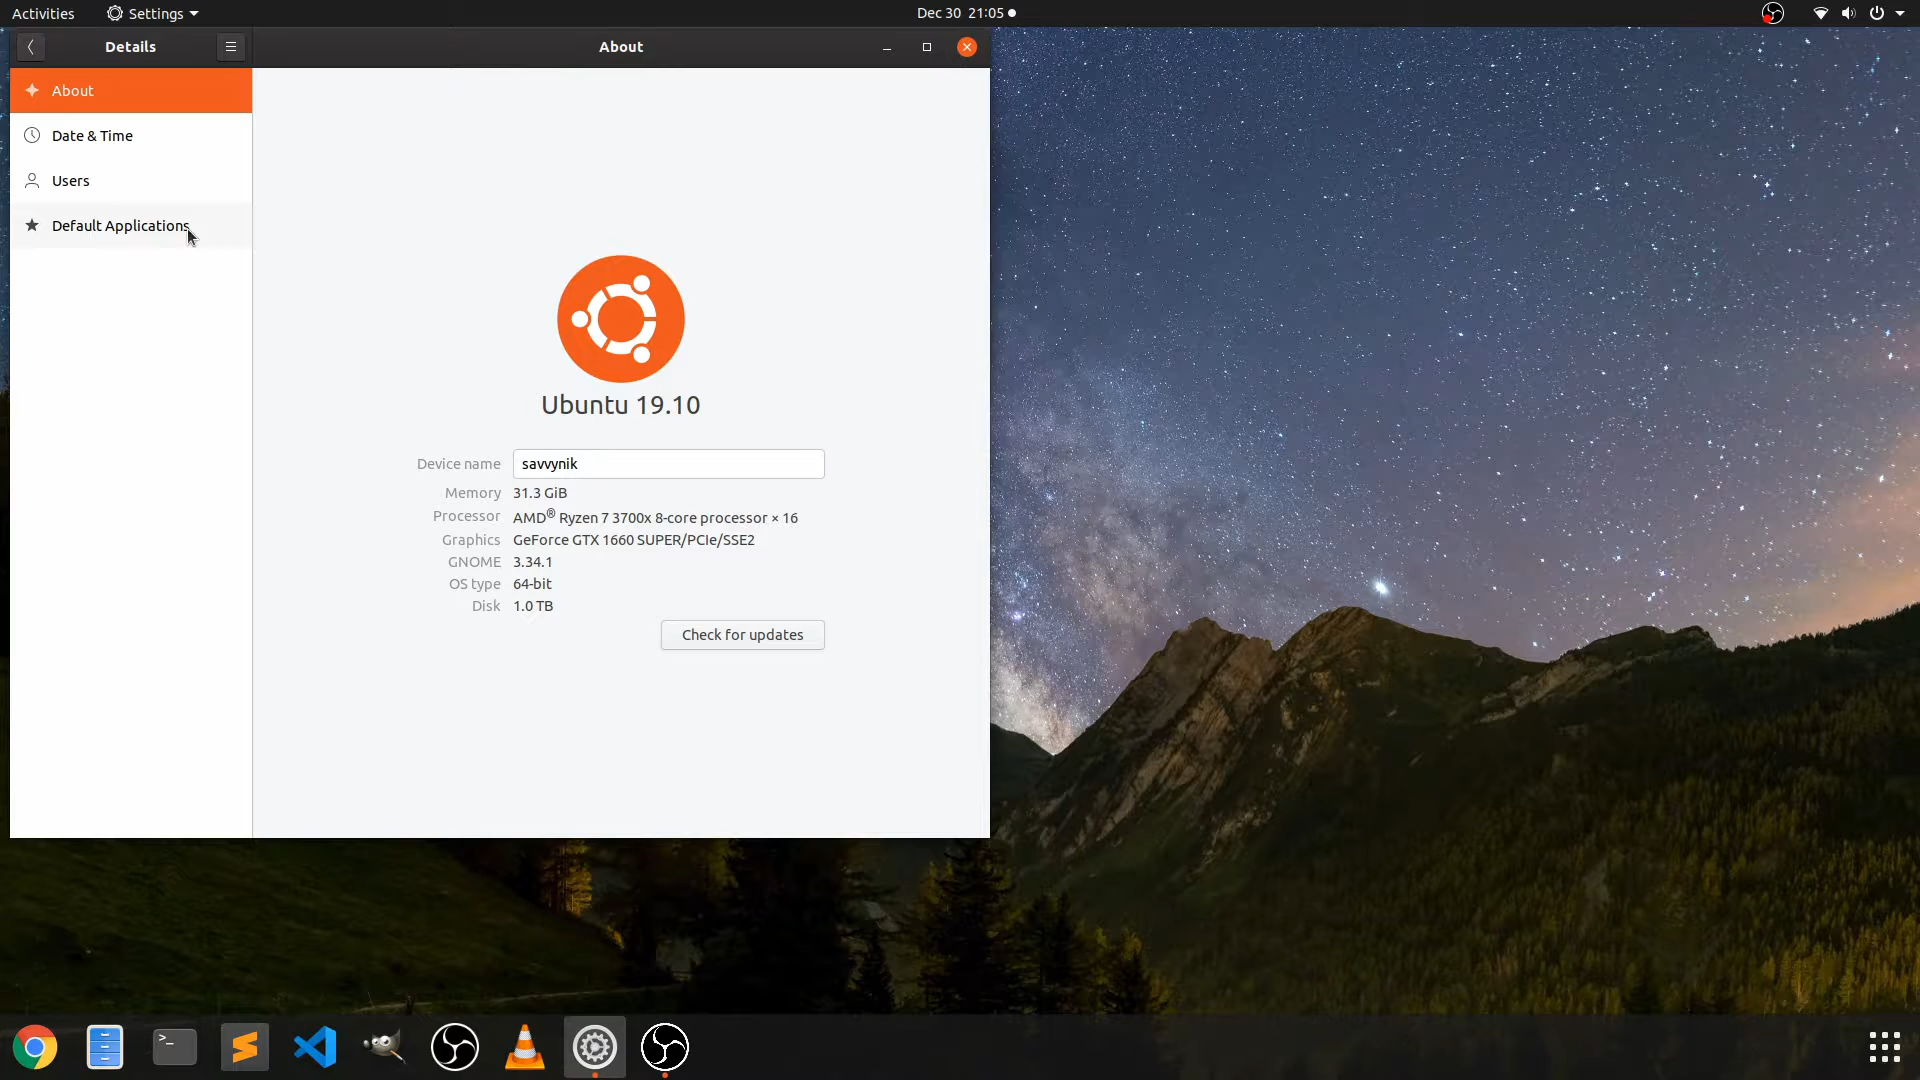 Activities
Settings
Dec 30 21:05
Details
About
About
Date & Time
Users
Default Applications
Ubuntu 19.10
Device name savvynik
Memory 31.3 GiB
Processor AMD® Ryzen 7 3700x 8-core processor × 16
Graphics GeForce GTX 1660 SUPER/PCIe/SSE2
GNOME 3.34.1
OS type 64-bit
Disk 1.0 TB
Check for updates
>_